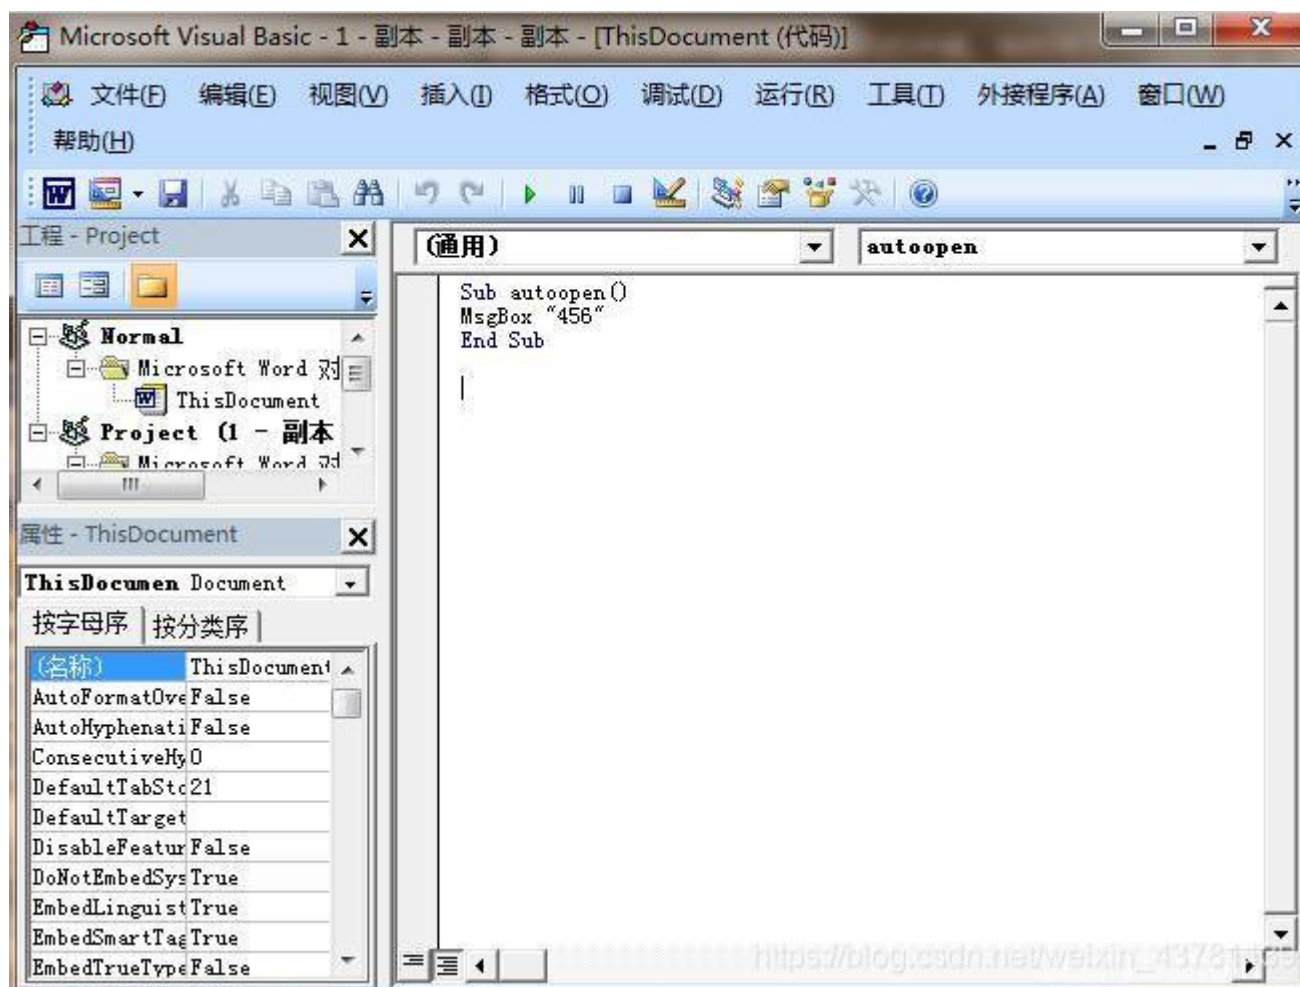 Microsoft Visual Basic - 1 - 副本 - 副本 - 副本 - [ThisDocument (代码)]
文件(F) 编辑(E) 视图(V) 插入(I) 格式(O) 调试(D) 运行(R) 工具(T) 外接程序(A) 窗口(W)
帮助(H)
工程 - Project
Normal
Microsoft Word 对
ThisDocument
Project (1 - 副本
Microsoft Word 对
属性 - ThisDocument
ThisDocumen Document
按字母序 按分类序
(名称) ThisDocument
AutoFormatOve False
AutoHyphenati False
ConsecutiveHy 0
DefaultTabSto 21
DefaultTarget
DisableFeatur False
DoNotEmbedSys True
EmbedLinguist True
EmbedSmartTag True
EmbedTrueType False
(通用) autoopen
Sub autoopen()
MsgBox "456"
End Sub